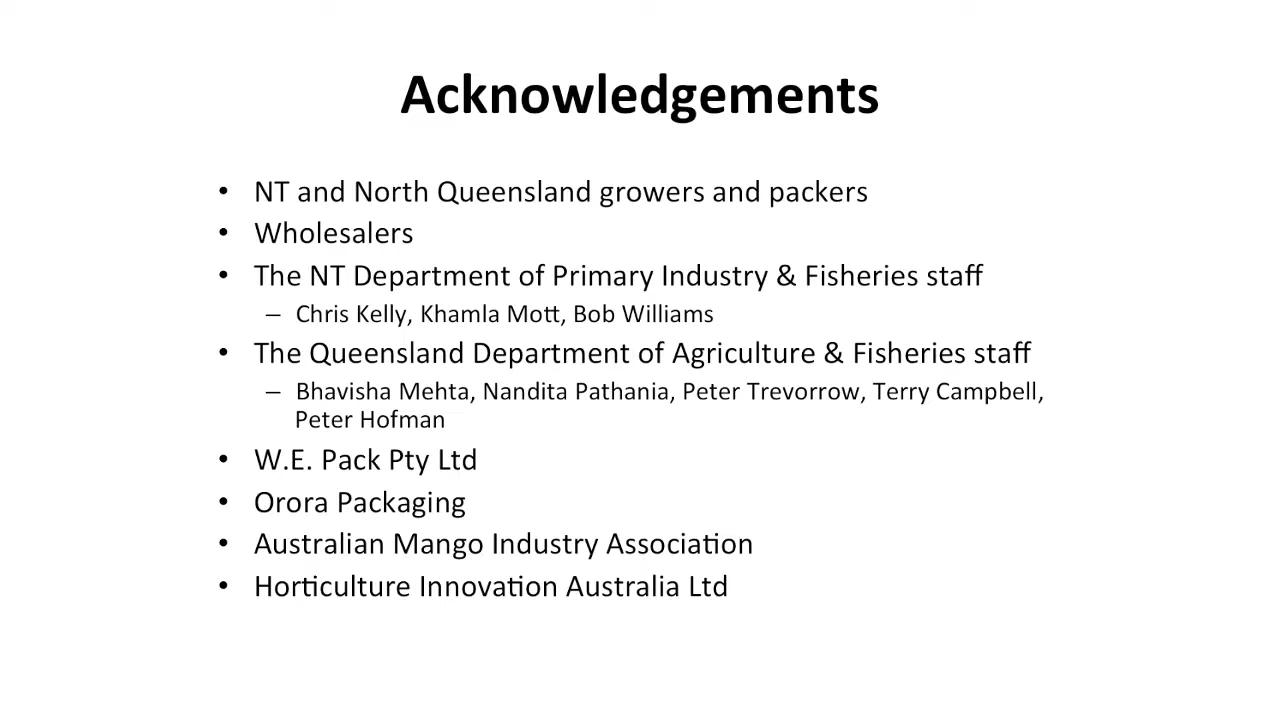 Acknowledgements
• NT and North Queensland growers and packers
• Wholesalers
• The NT Department of Primary Industry & Fisheries staff
– Chris Kelly, Khamla Mott, Bob Williams
• The Queensland Department of Agriculture & Fisheries staff
– Bhavisha Mehta, Nandita Pathania, Peter Trevorrow, Terry Campbell,
Peter Hofman
• W.E. Pack Pty Ltd
• Orora Packaging
• Australian Mango Industry Association
• Horticulture Innovation Australia Ltd